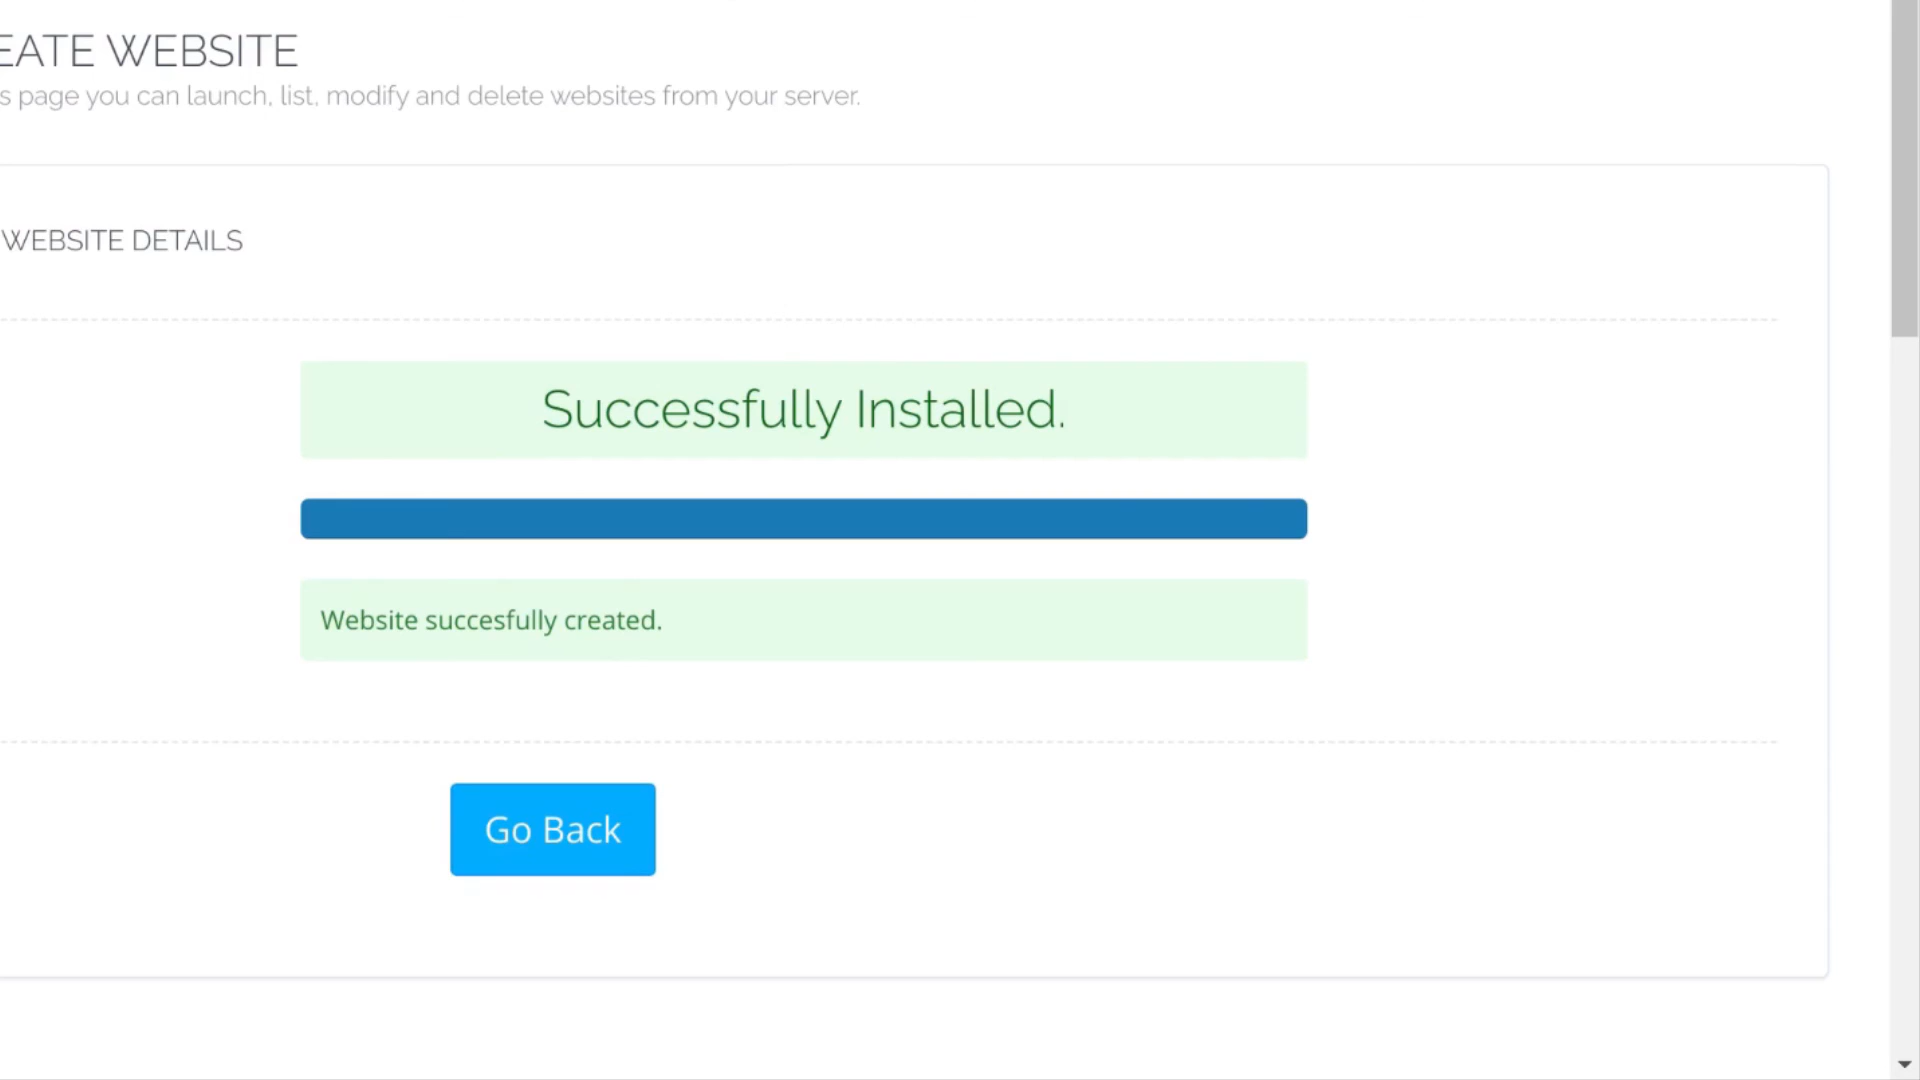 EATE WEBSITE
s page you can launch, list, modify and delete websites from your server.
WEBSITE DETAILS
Successfully Installed.
Website succesfully created.
Go Back